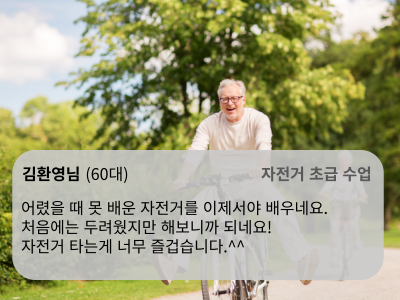 김환영님 (60대) 자전거 초급 수업
어렸을 때 못 배운 자전거를 이제서야 배우네요.
처음에는 두려웠지만 해보니까 되네요!
자전거 타는게 너무 즐겁습니다.^^